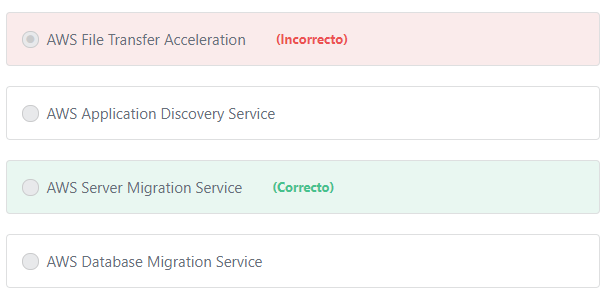 AWS File Transfer Acceleration (Incorrecto)
AWS Application Discovery Service
AWS Server Migration Service (Correcto)
AWS Database Migration Service